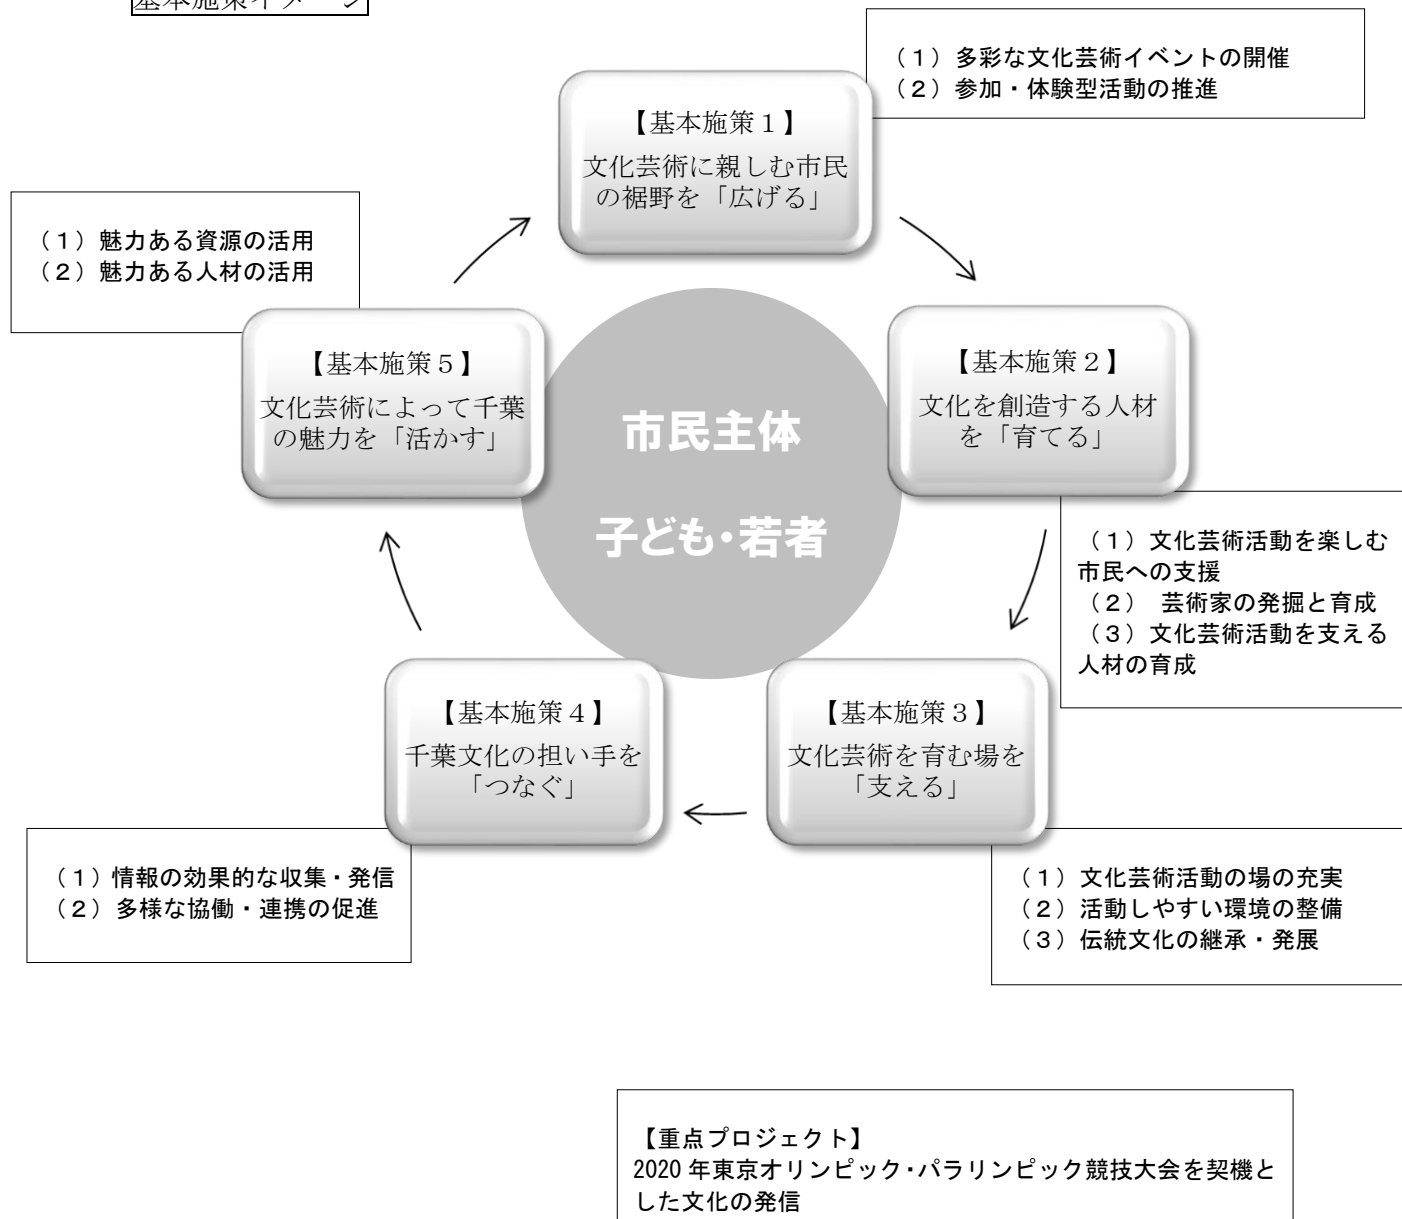 基本施策イメージ
（１）多彩な文化芸術イベントの開催
（２）参加・体験型活動の推進
【基本施策１】
文化芸術に親しむ市民
の裾野を「広げる」
（１）魅力ある資源の活用
（２）魅力ある人材の活用
【基本施策５】
文化芸術によって千葉
の魅力を「活かす」
【基本施策２】
文化を創造する人材
を「育てる」
市民主体
子ども・若者
（１）文化芸術活動を楽しむ
市民への支援
（２）　芸術家の発掘と育成
（３）文化芸術活動を支える
人材の育成
【基本施策４】
千葉文化の担い手を
「つなぐ」
【基本施策３】
文化芸術を育む場を
「支える」
（１）情報の効果的な収集・発信
（２）多様な協働・連携の促進
（１）文化芸術活動の場の充実
（２）活動しやすい環境の整備
（３）伝統文化の継承・発展
【重点プロジェクト】
2020 年東京オリンピック・パラリンピック競技大会を契機と
した文化の発信